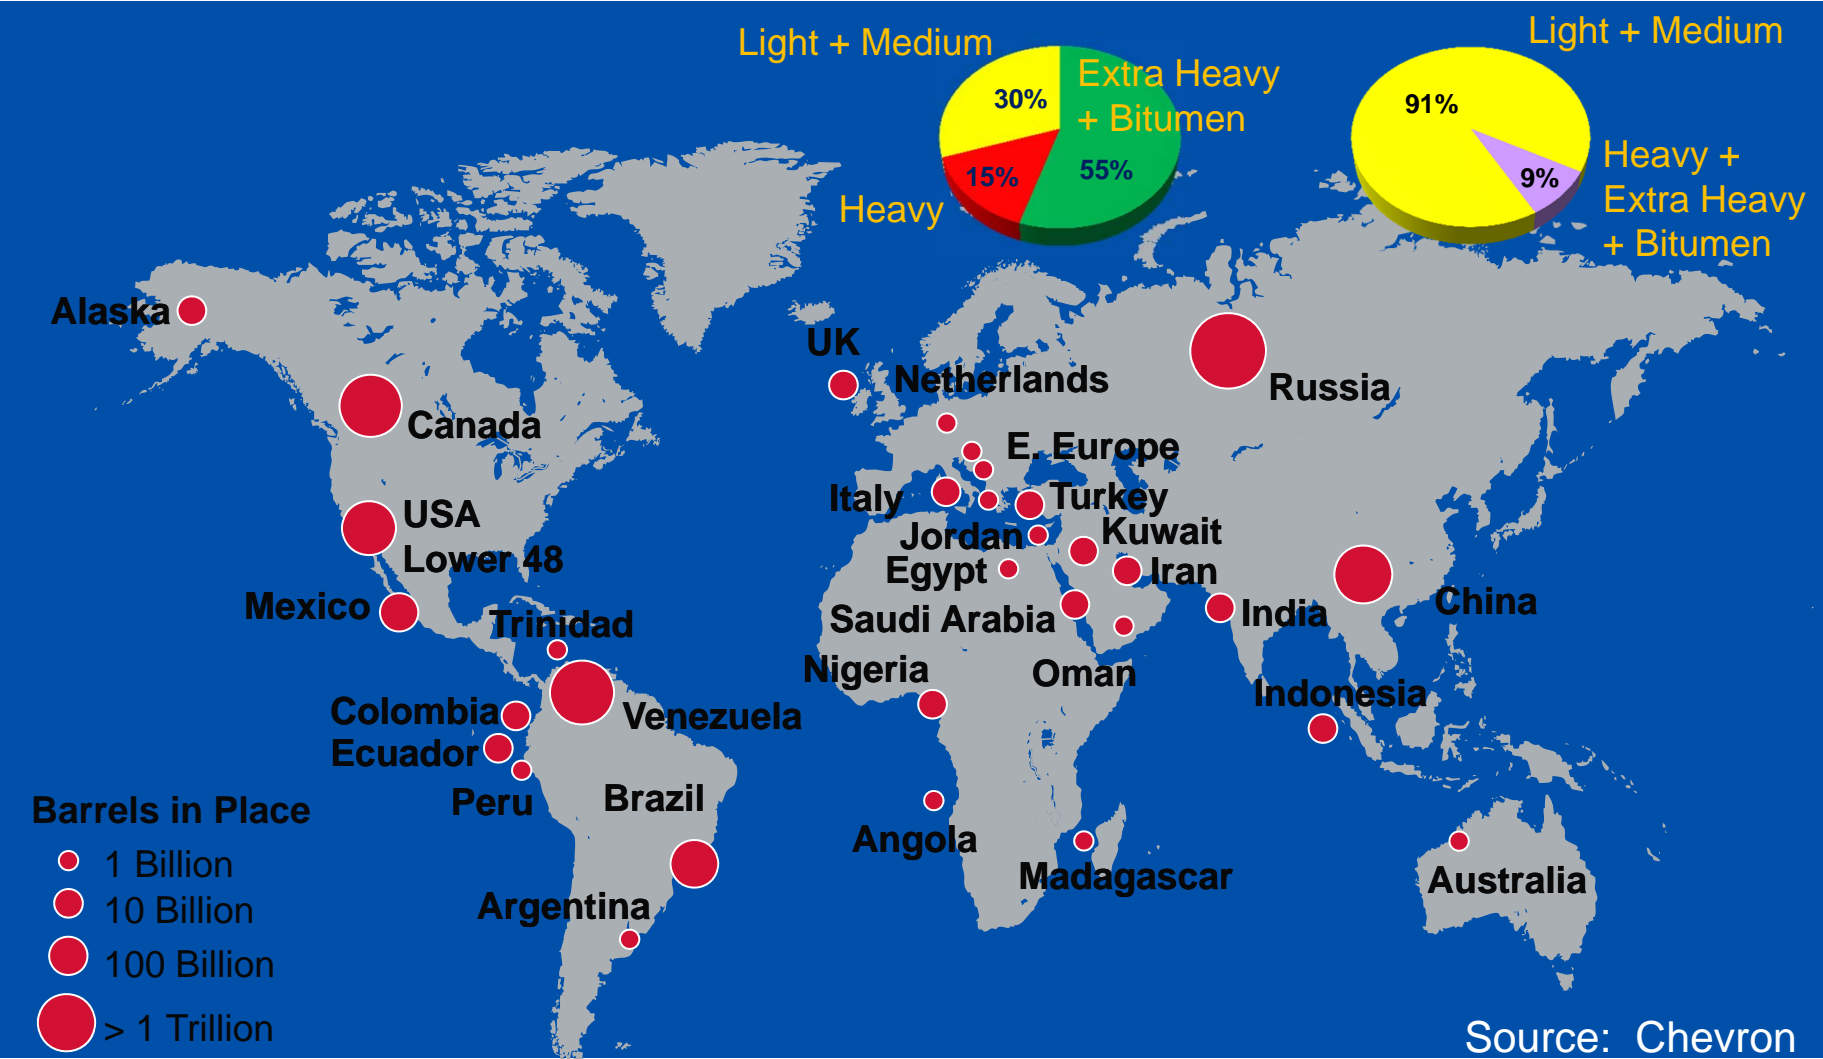 Light + Medium
30%
Extra Heavy
+ Bitumen
55%
15%
Heavy
Light + Medium
91%
9%
Heavy +
Extra Heavy
+ Bitumen
Alaska
Canada
USA
Lower 48
Mexico
Trinidad
Colombia
Ecuador
Venezuela
Peru
Brazil
Argentina
UK
Netherlands
E. Europe
Italy
Turkey
Jordan
Kuwait
Egypt
Iran
Saudi Arabia
Oman
Nigeria
Angola
Madagascar
Russia
China
India
Indonesia
Australia
Barrels in Place
1 Billion
10 Billion
100 Billion
> 1 Trillion
Source: Chevron